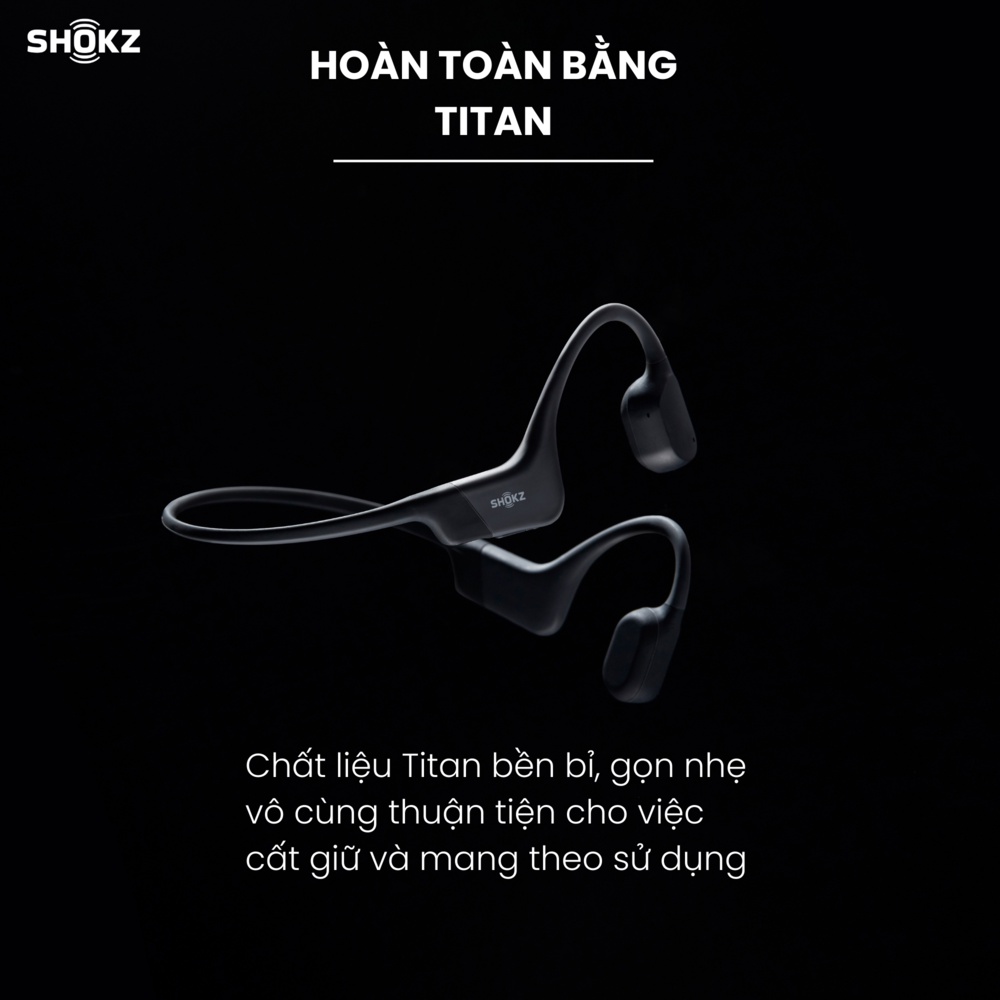 SHOKZ
HOÀN TOÀN BẰNG
TITAN
SHOKZ
Chất liệu Titan bền bỉ, gọn nhẹ
vô cùng thuận tiện cho việc
cất giữ và mang theo sử dụng